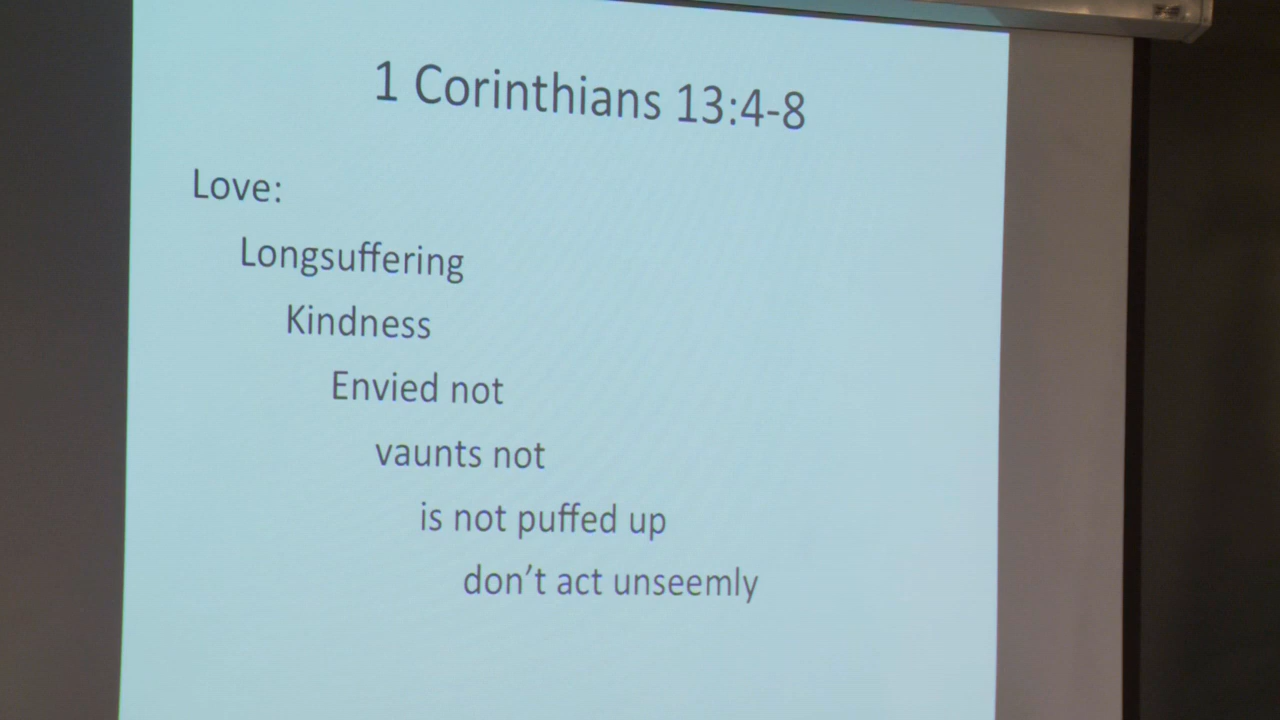 1 Corinthians 13:4-8
Love:
Longsuffering
Kindness
Envied not
vaunts not
is not puffed up
don't act unseemly